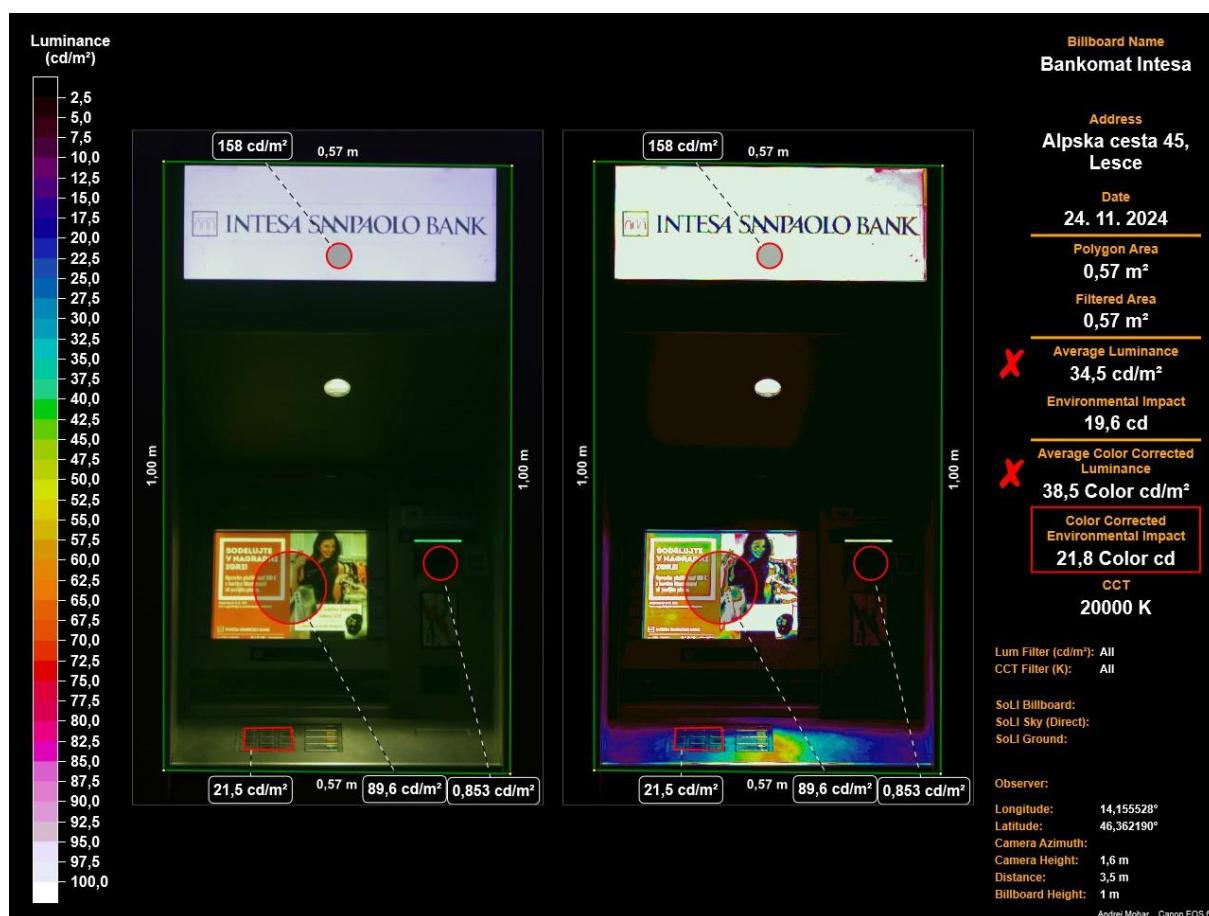 Luminance
(cd/m²)
2,5
5,0
7,5
10,0
12,5
15,0
17,5
20,0
22,5
25,0
27,5
30,0
32,5
35,0
37,5
40,0
42,5
45,0
47,5
50,0
52,5
55,0
57,5
60,0
62,5
65,0
67,5
70,0
72,5
75,0
77,5
80,0
82,5
85,0
87,5
90,0
92,5
95,0
97,5
100,0
158 cd/m²
0,57 m
INTESA SANPAOLO BANK
1,00 m
1,00 m
SODELUJTE
V NAGRADNI
IGRI!
21,5 cd/m²
0,57 m
89,6 cd/m²
0,853 cd/m²
158 cd/m²
0,57 m
INTESA SANPAOLO BANK
1,00 m
1,00 m
SODELUJTE
V NAGRADNI
IGRI!
21,5 cd/m²
0,57 m
89,6 cd/m²
0,853 cd/m²
Billboard Name
Bankomat Intesa
Address
Alpska cesta 45,
Lesce
Date
24. 11. 2024
Polygon Area
0,57 m²
Filtered Area
0,57 m²
Average Luminance
34,5 cd/m²
Environmental Impact
19,6 cd
Average Color Corrected
Luminance
38,5 Color cd/m²
Color Corrected
Environmental Impact
21,8 Color cd
CCT
20000 K
Lum Filter (cd/m²): All
CCT Filter (K): All
SoLI Billboard:
SoLI Sky (Direct):
SoLI Ground:
Observer:
Longitude: 14,155528°
Latitude: 46,362190°
Camera Azimuth:
Camera Height: 1,6 m
Distance: 3,5 m
Billboard Height: 1 m
Andrej Mohar Canon EOS